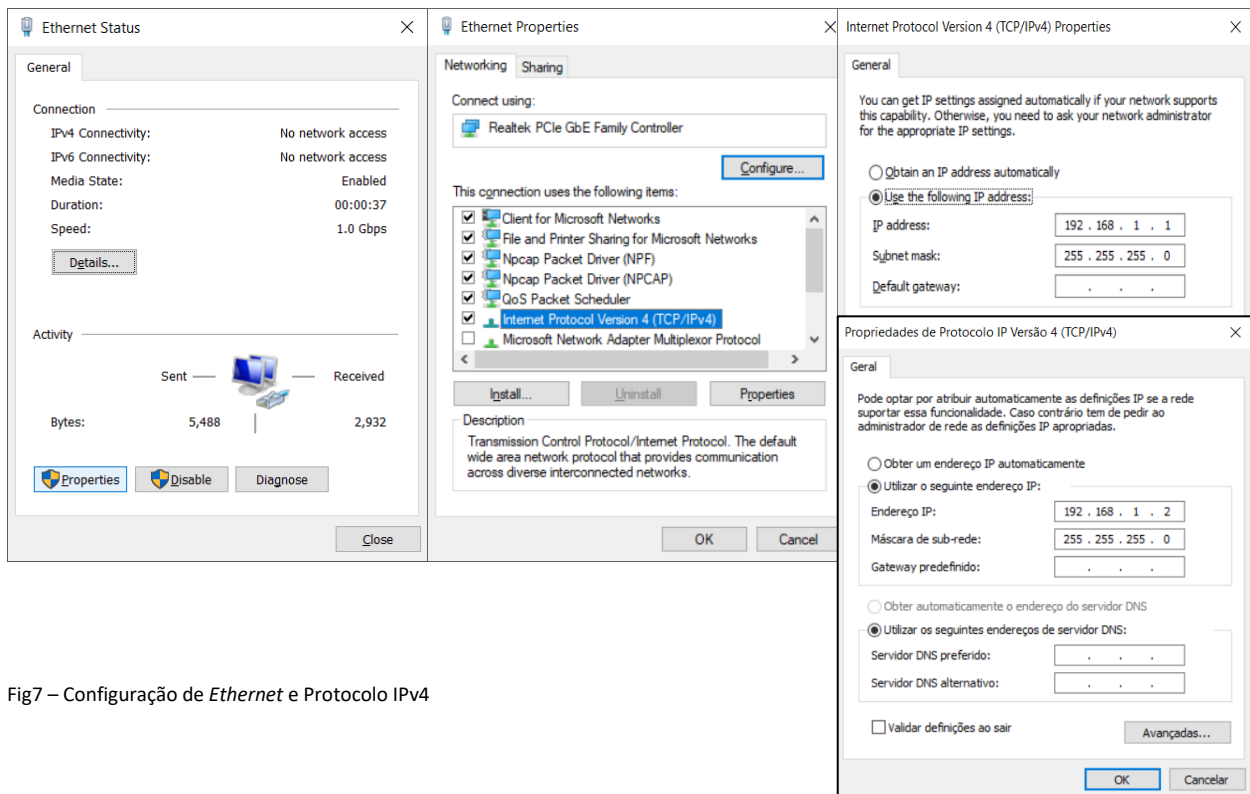 Ethernet Status
General
Connection
IPv4 Connectivity: No network access
IPv6 Connectivity: No network access
Media State: Enabled
Duration: 00:00:37
Speed: 1.0 Gbps
Details...
Activity
Sent — — Received
Bytes: 5,488 2,932
Properties Disable Diagnose
Close
Ethernet Properties
Networking Sharing
Connect using:
Realtek PCIe GbE Family Controller
Configure...
This connection uses the following items:
Client for Microsoft Networks
File and Printer Sharing for Microsoft Networks
Npcap Packet Driver (NPF)
Npcap Packet Driver (NPCAP)
QoS Packet Scheduler
Internet Protocol Version 4 (TCP/IPv4)
Microsoft Network Adapter Multiplexor Protocol
Install... Uninstall Properties
Description
Transmission Control Protocol/Internet Protocol. The default
wide area network protocol that provides communication
across diverse interconnected networks.
OK Cancel
Internet Protocol Version 4 (TCP/IPv4) Properties
General
You can get IP settings assigned automatically if your network supports
this capability. Otherwise, you need to ask your network administrator
for the appropriate IP settings.
Obtain an IP address automatically
Use the following IP address:
IP address: 192 . 168 . 1 . 1
Subnet mask: 255 . 255 . 255 . 0
Default gateway: . . .
Propriedades de Protocolo IP Versão 4 (TCP/IPv4)
Geral
Pode optar por atribuir automaticamente as definições IP se a rede
suportar essa funcionalidade. Caso contrário tem de pedir ao
administrador de rede as definições IP apropriadas.
Obter um endereço IP automaticamente
Utilizar o seguinte endereço IP:
Endereço IP: 192 . 168 . 1 . 2
Máscara de sub-rede: 255 . 255 . 255 . 0
Gateway predefinido: . . .
Obter automaticamente o endereço do servidor DNS
Utilizar os seguintes endereços de servidor DNS:
Servidor DNS preferido: . . .
Servidor DNS alternativo: . . .
Validar definições ao sair
Avançadas...
OK Cancelar
Fig7 – Configuração de Ethernet e Protocolo IPv4